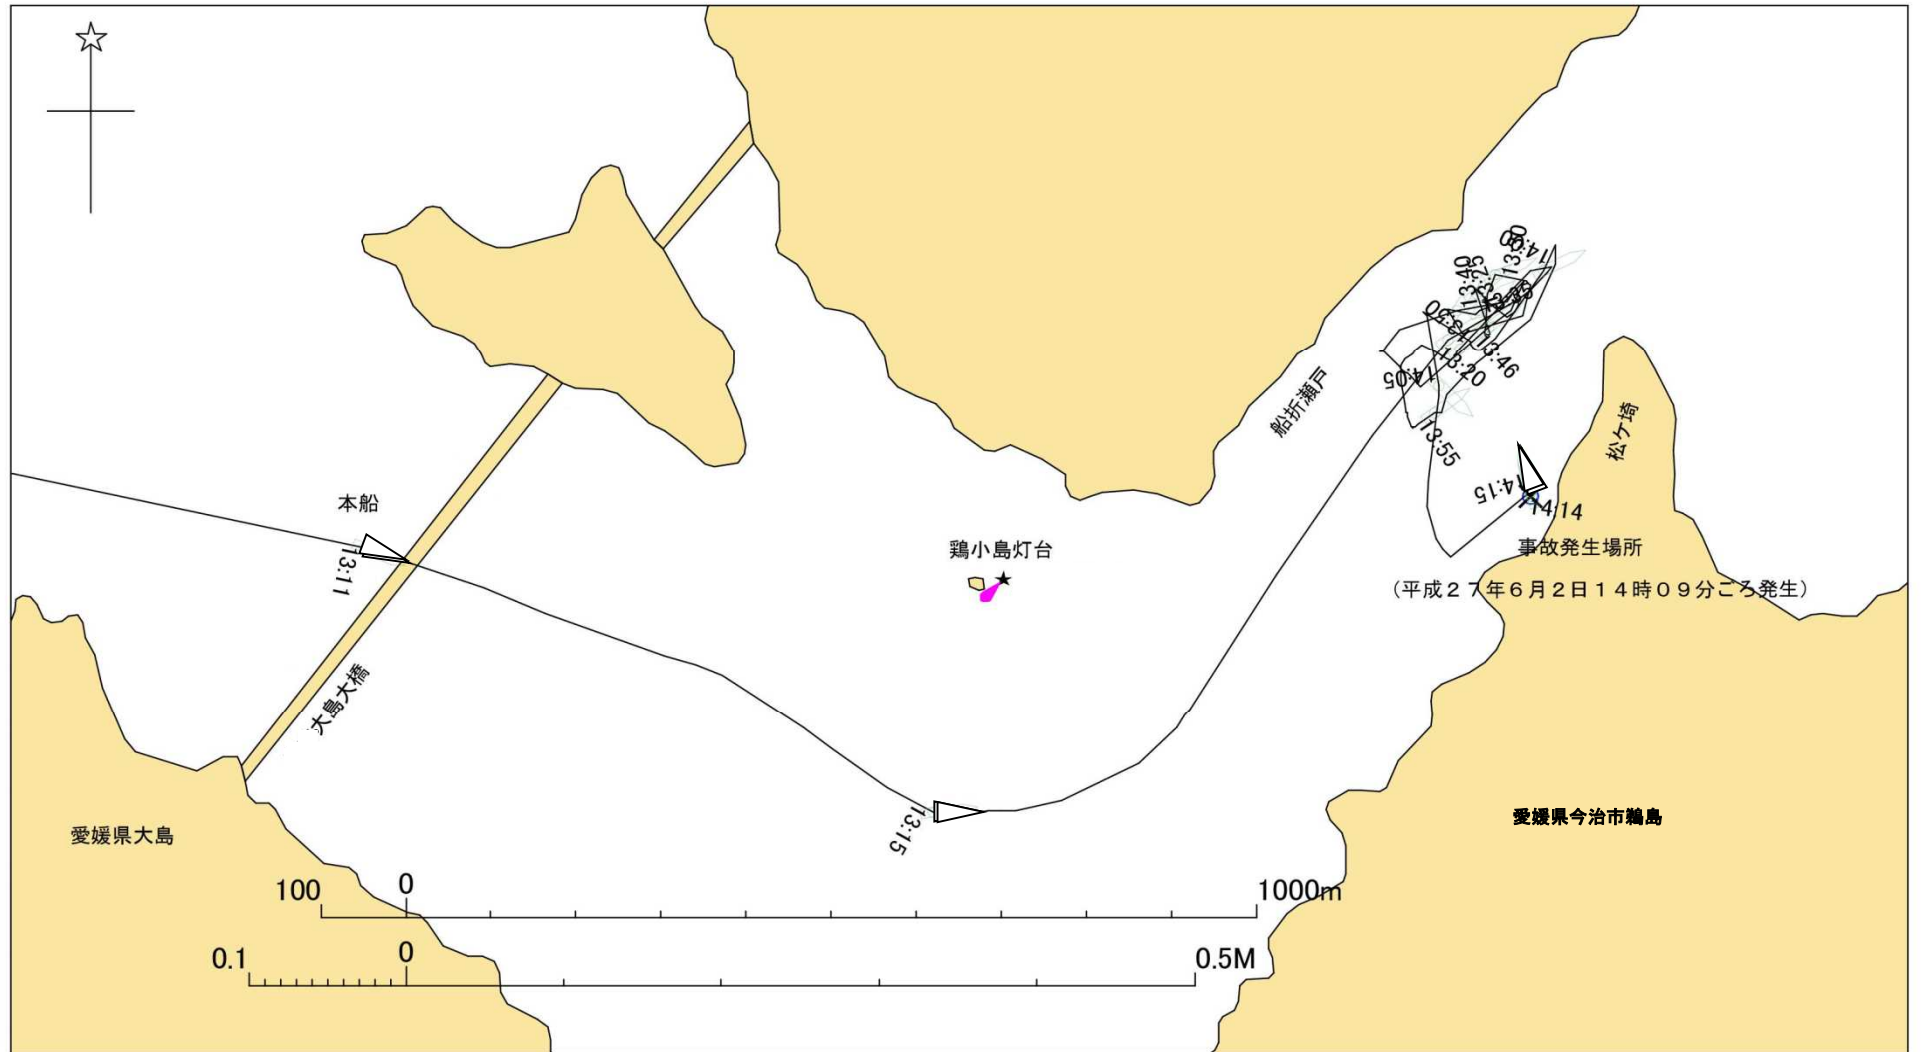 14:00
13:30
13:40
13:25
13:35
13:50
13:46
13:20
14:05
船折瀬戸
松ケ埼
13:55
14:15
14:14
本船
13:11
鶏小島灯台
事故発生場所
（平成２７年６月２日１４時０９分ごろ発生）
大島大橋
13:15
愛媛県大島
愛媛県今治市鵜島
100 0 1000m
0.1 0 0.5M